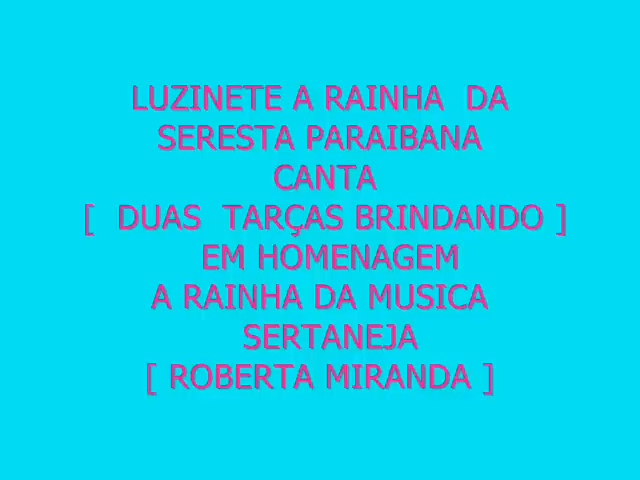 LUZINETE A RAINHA DA
SERESTA PARAIBANA
CANTA
[ DUAS TARÇAS BRINDANDO ]
EM HOMENAGEM
A RAINHA DA MUSICA
SERTANEJA
[ ROBERTA MIRANDA ]